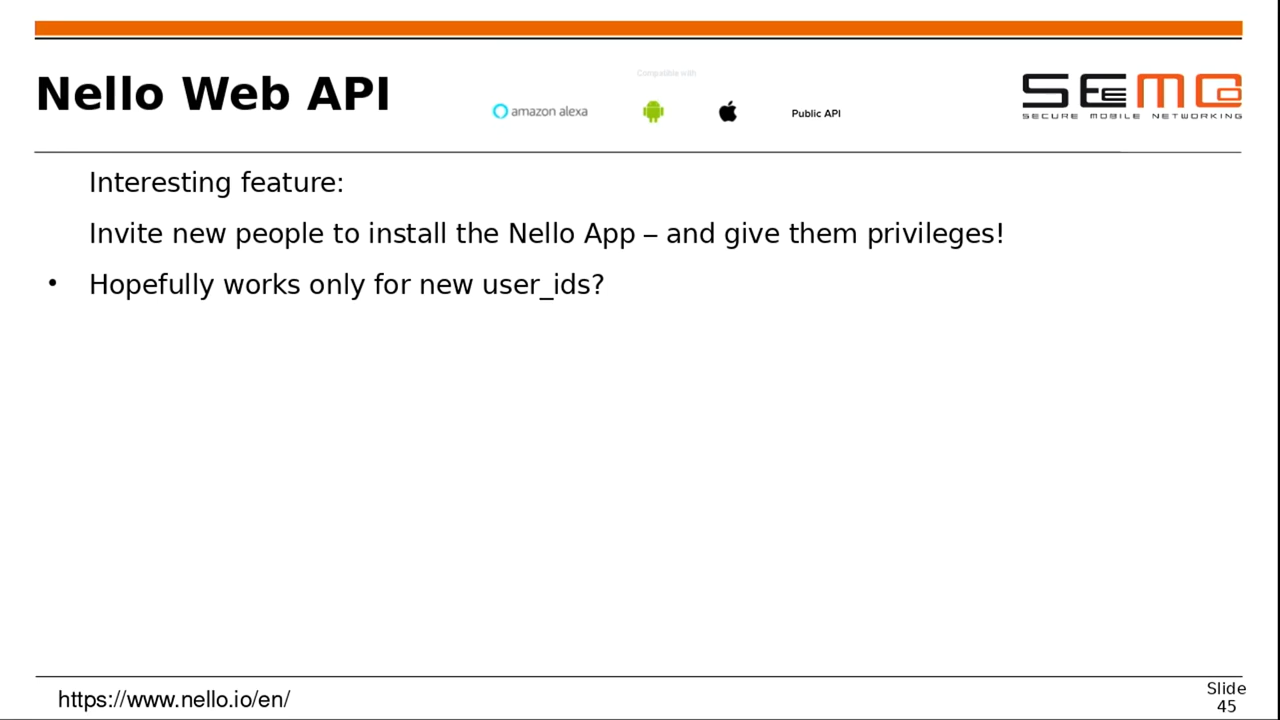 Nello Web API
Compatible with
amazon alexa
Public API
SEEMOO
SECURE MOBILE NETWORKING
Interesting feature:
Invite new people to install the Nello App – and give them privileges!
• Hopefully works only for new user_ids?
https://www.nello.io/en/
Slide
45